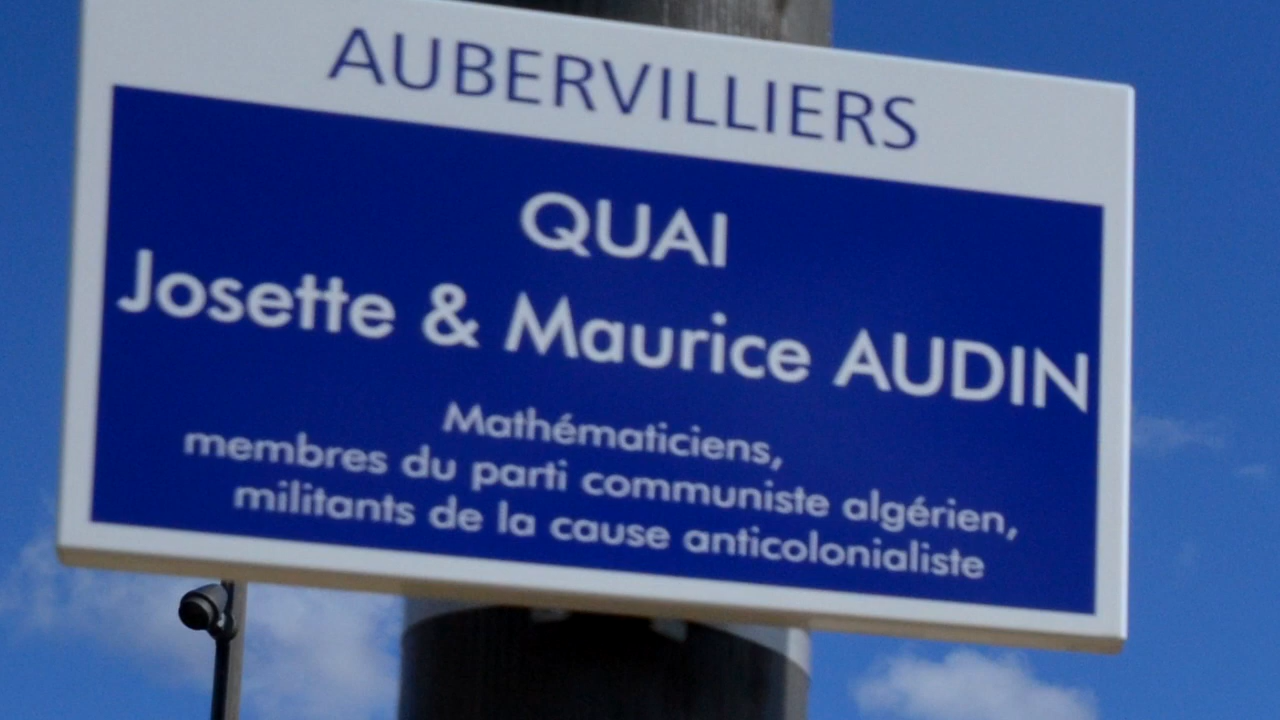 AUBERVILLIERS
QUAI
Josette & Maurice AUDIN
Mathématiciens,
membres du parti communiste algérien,
militants de la cause anticolonialiste